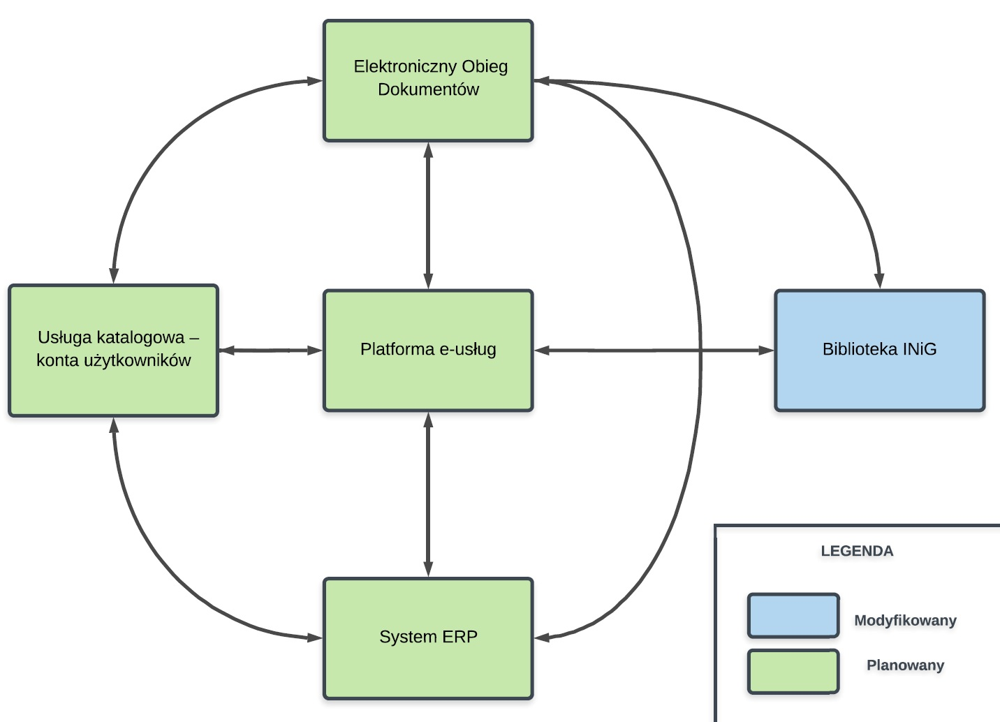 Elektroniczny Obieg
Dokumentów
Usługa katalogowa –
konta użytkowników
Platforma e-usług
Biblioteka INiG
System ERP
LEGENDA
Modyfikowany
Planowany